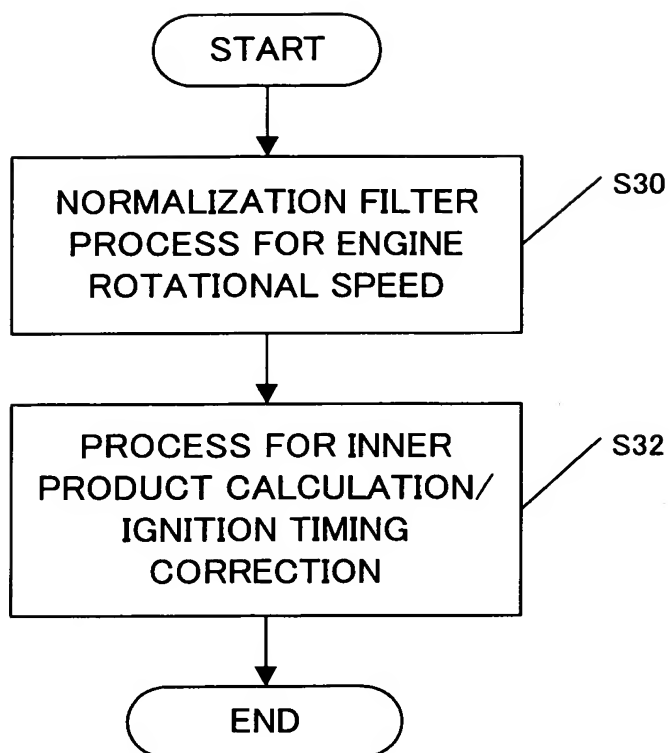 START
NORMALIZATION FILTER
PROCESS FOR ENGINE
ROTATIONAL SPEED
S30
PROCESS FOR INNER
PRODUCT CALCULATION/
IGNITION TIMING
CORRECTION
S32
END